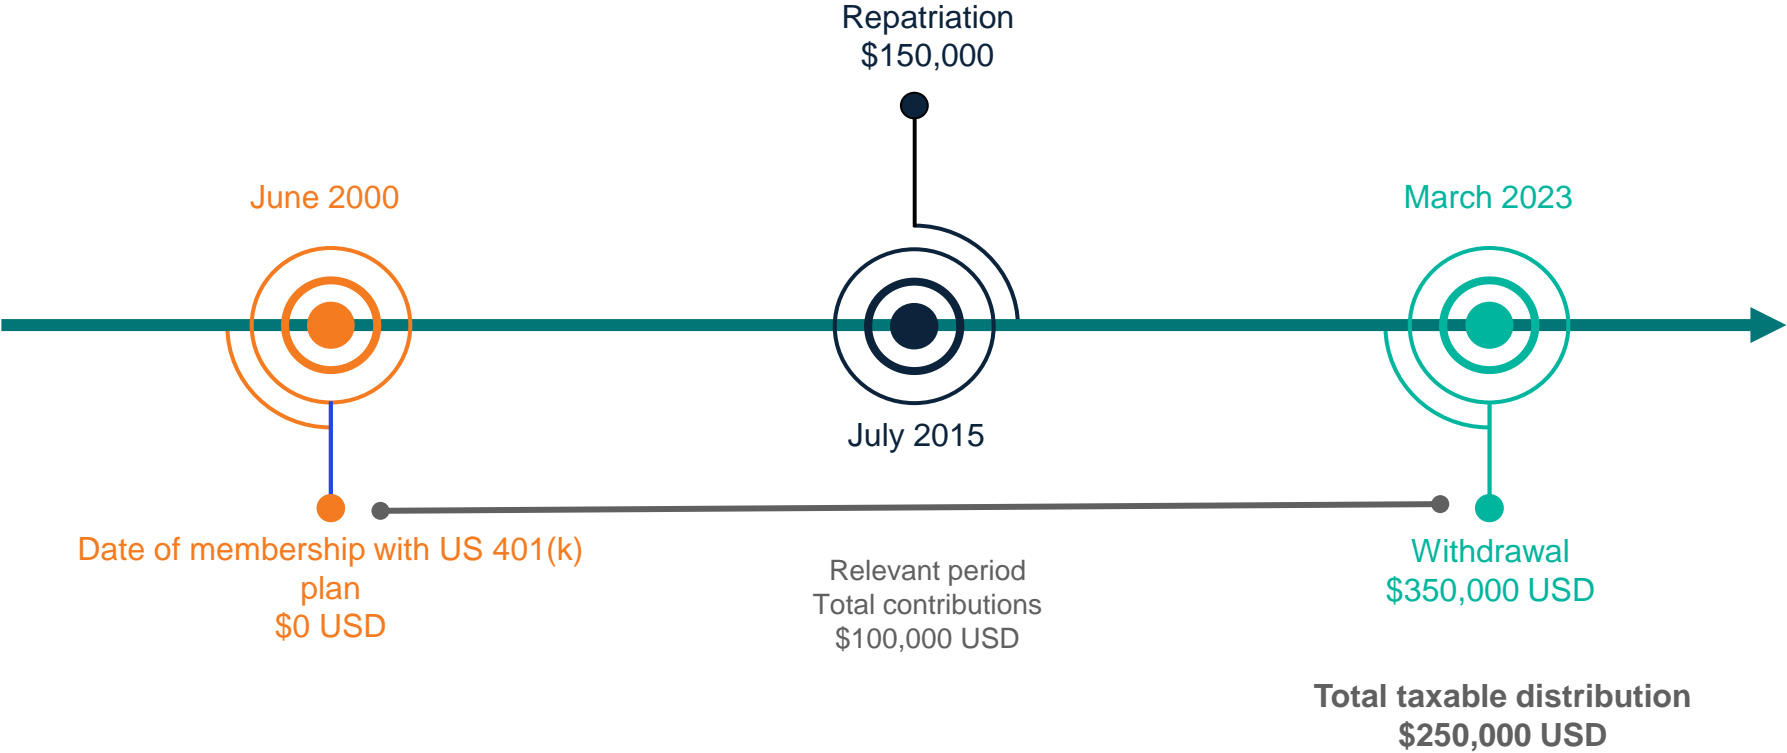 Repatriation
$150,000
June 2000
March 2023
July 2015
Date of membership with US 401(k)
plan
$0 USD
Relevant period
Total contributions
$100,000 USD
Withdrawal
$350,000 USD
Total taxable distribution
$250,000 USD